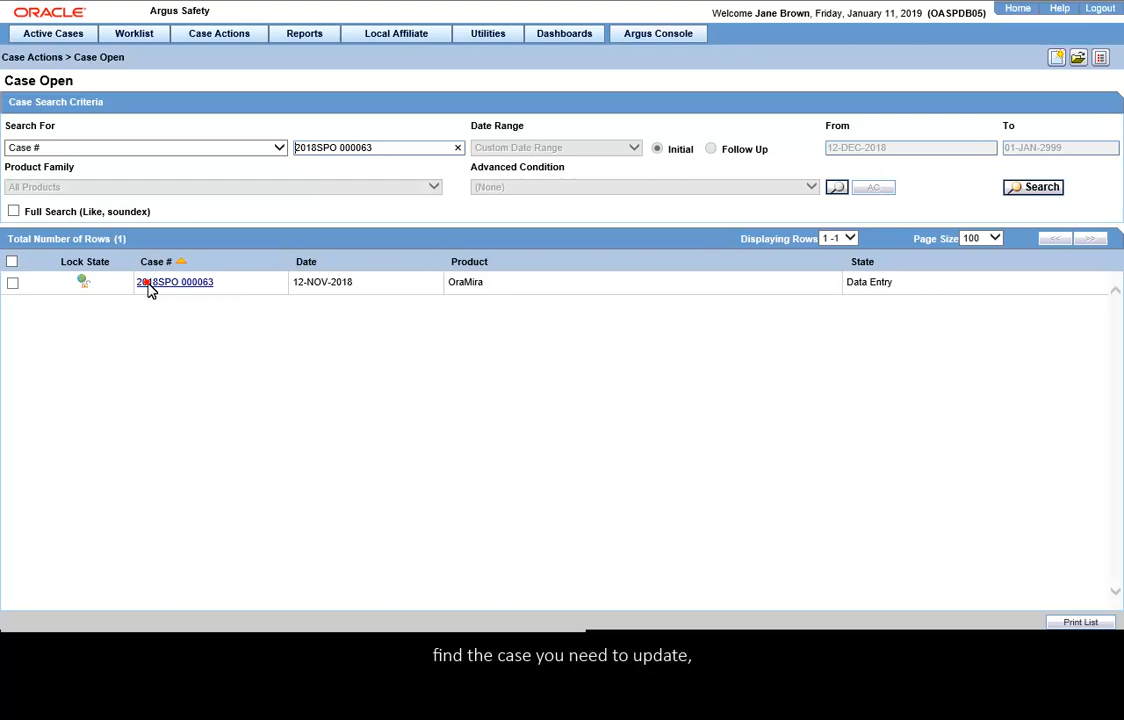 ORACLE Argus Safety Welcome Jane Brown, Friday, January 11, 2019 (OASPDB05) Home Help Logout
Active Cases Worklist Case Actions Reports Local Affiliate Utilities Dashboards Argus Console
Case Actions > Case Open
Case Open
Case Search Criteria
Search For Date Range From To
Case # 2018SPO 000063 × Custom Date Range Initial Follow Up 12-DEC-2018 01-JAN-2999
Product Family Advanced Condition
All Products (None) AC Search
Full Search (Like, soundex)
Total Number of Rows (1) Displaying Rows 1 -1 Page Size 100 << >>
Lock State Case # Date Product State
2018SPO 000063 12-NOV-2018 OraMira Data Entry
Print List
find the case you need to update,